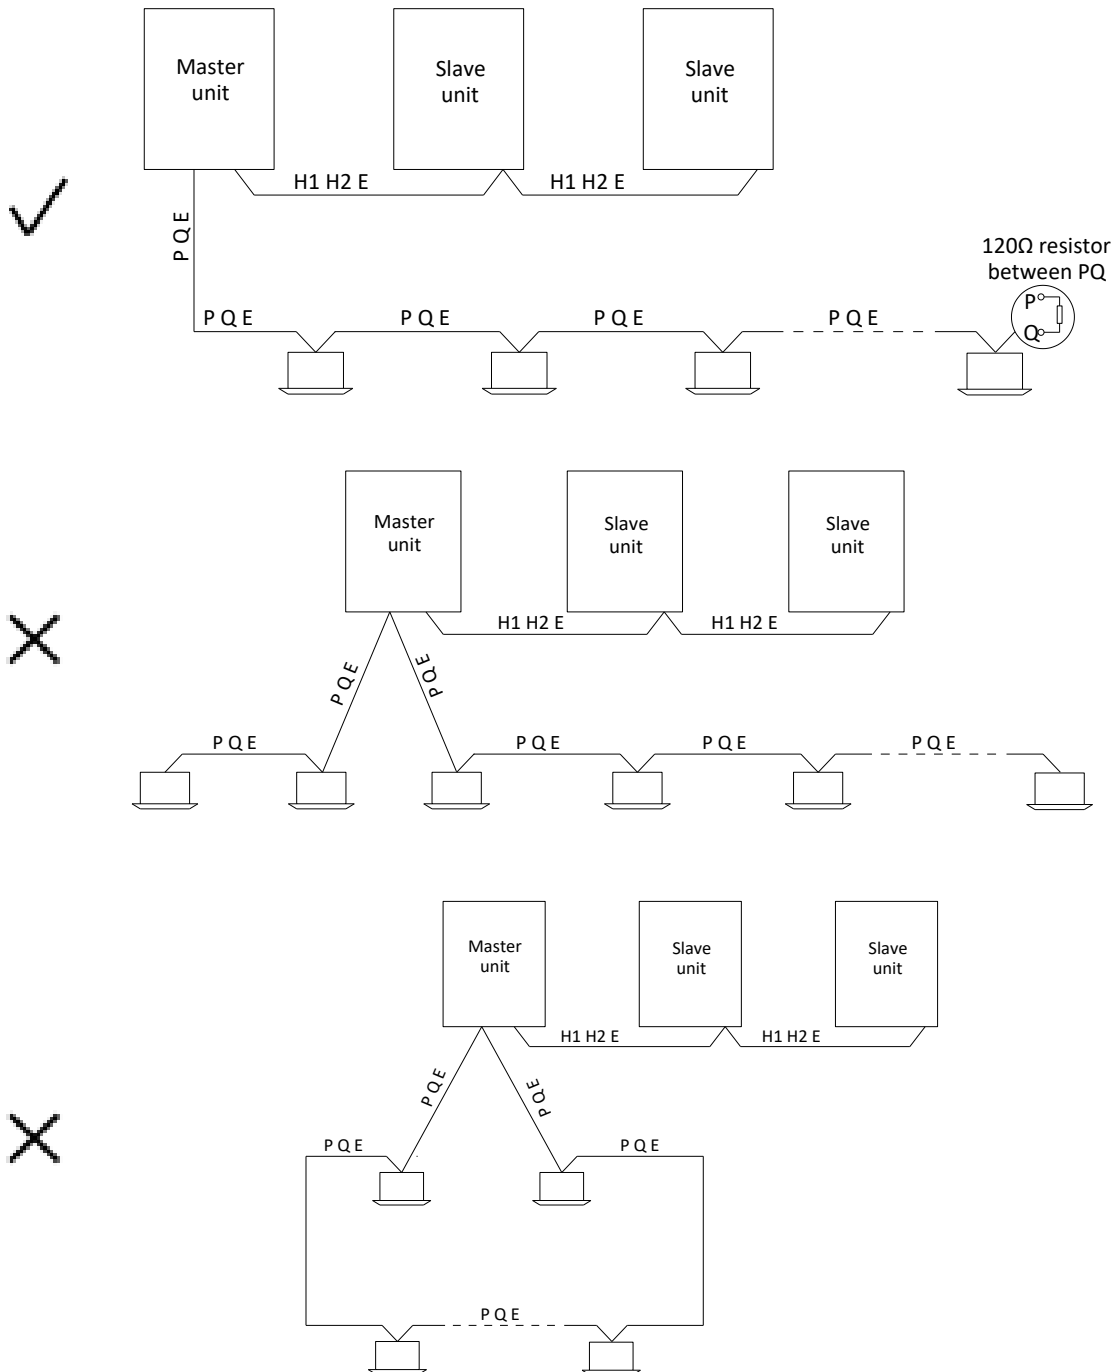 Master
unit
Slave
unit
Slave
unit
H1 H2 E
H1 H2 E
P Q E
120Ω resistor
between PQ
P
Q
P Q E
P Q E
P Q E
P Q E
Master
unit
Slave
unit
Slave
unit
H1 H2 E
H1 H2 E
P Q E
P Q E
P Q E
P Q E
P Q E
P Q E
Master
unit
Slave
unit
Slave
unit
H1 H2 E
H1 H2 E
P Q E
P Q E
P Q E
P Q E
P Q E